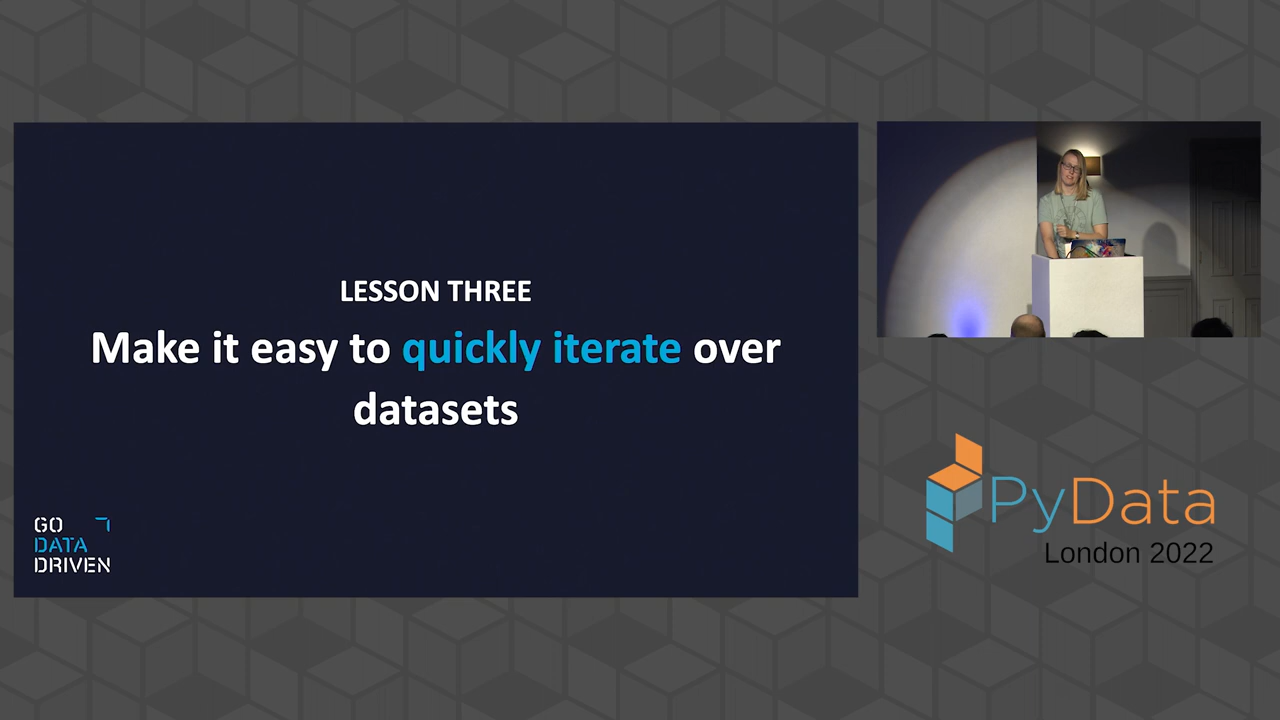 LESSON THREE
Make it easy to quickly iterate over
datasets
GO
DATA
DRIVEN
PyData
London 2022